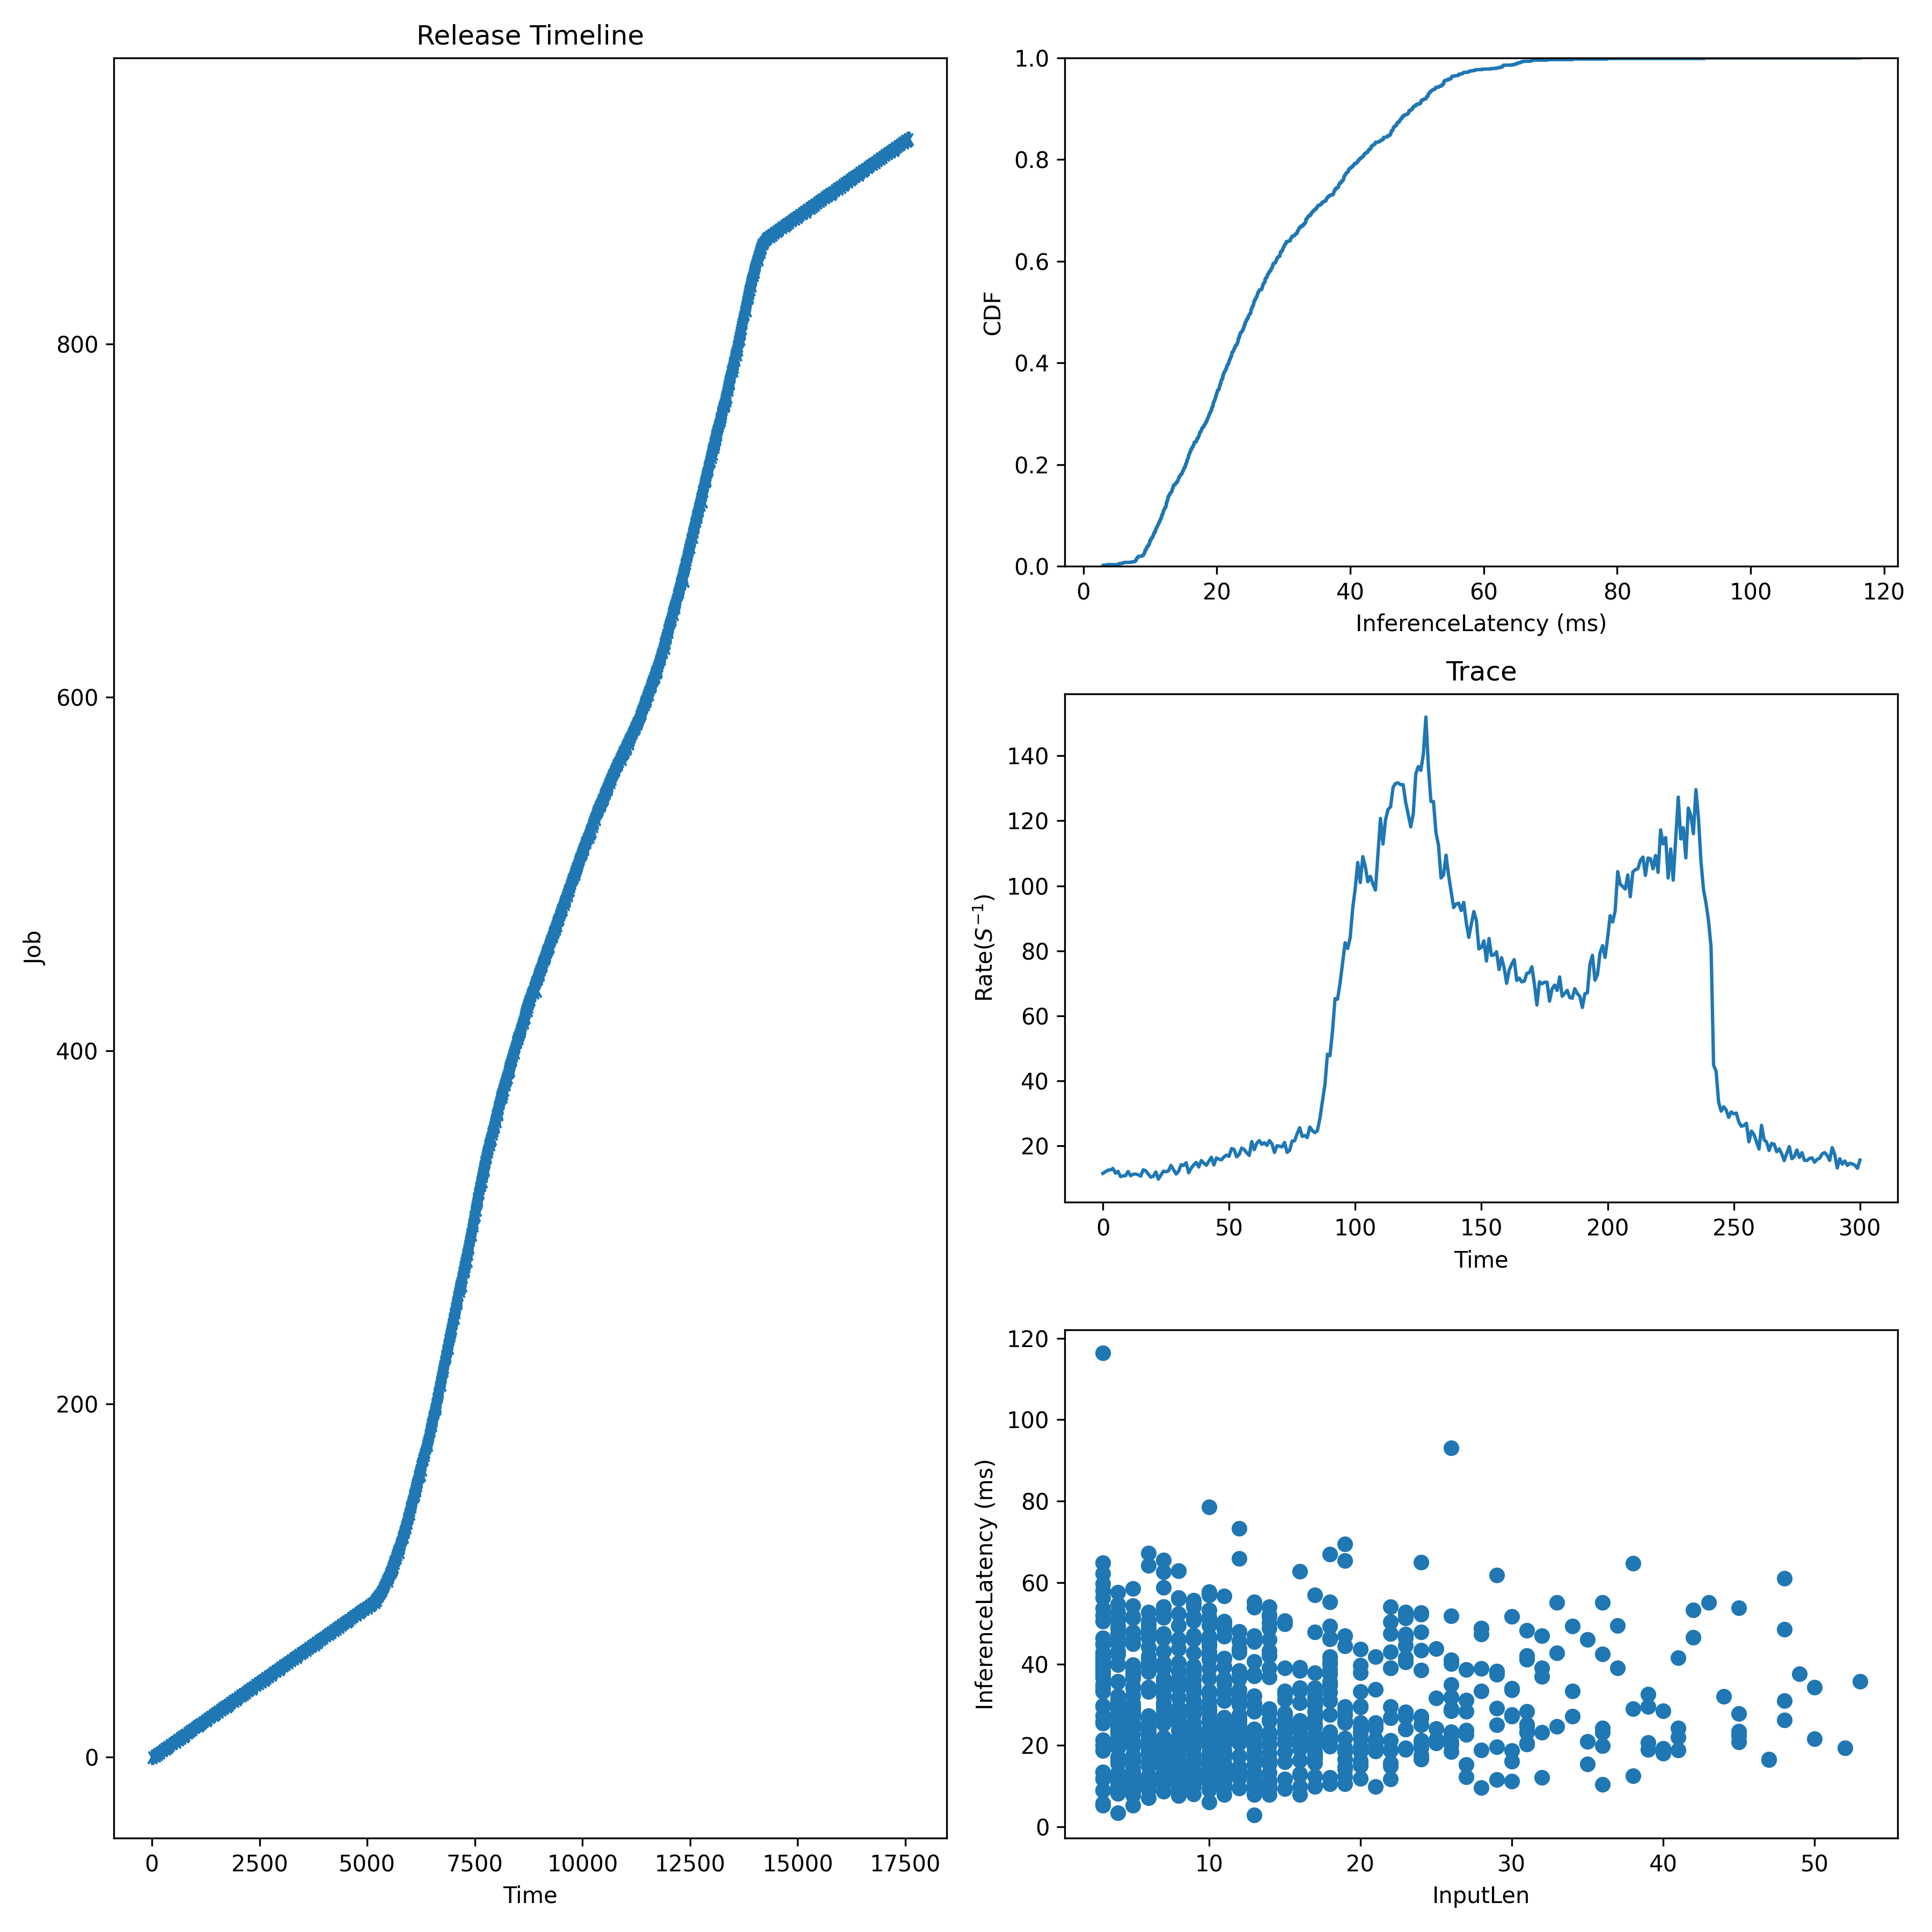 Release Timeline
Job
800
600
400
200
0
0 2500 5000 7500 10000 12500 15000 17500
Time
CDF
1.0
0.8
0.6
0.4
0.2
0.0
0 20 40 60 80 100 120
InferenceLatency (ms)
Trace
Rate(S⁻¹)
140
120
100
80
60
40
20
0 50 100 150 200 250 300
Time
InferenceLatency (ms)
120
100
80
60
40
20
0
10 20 30 40 50
InputLen